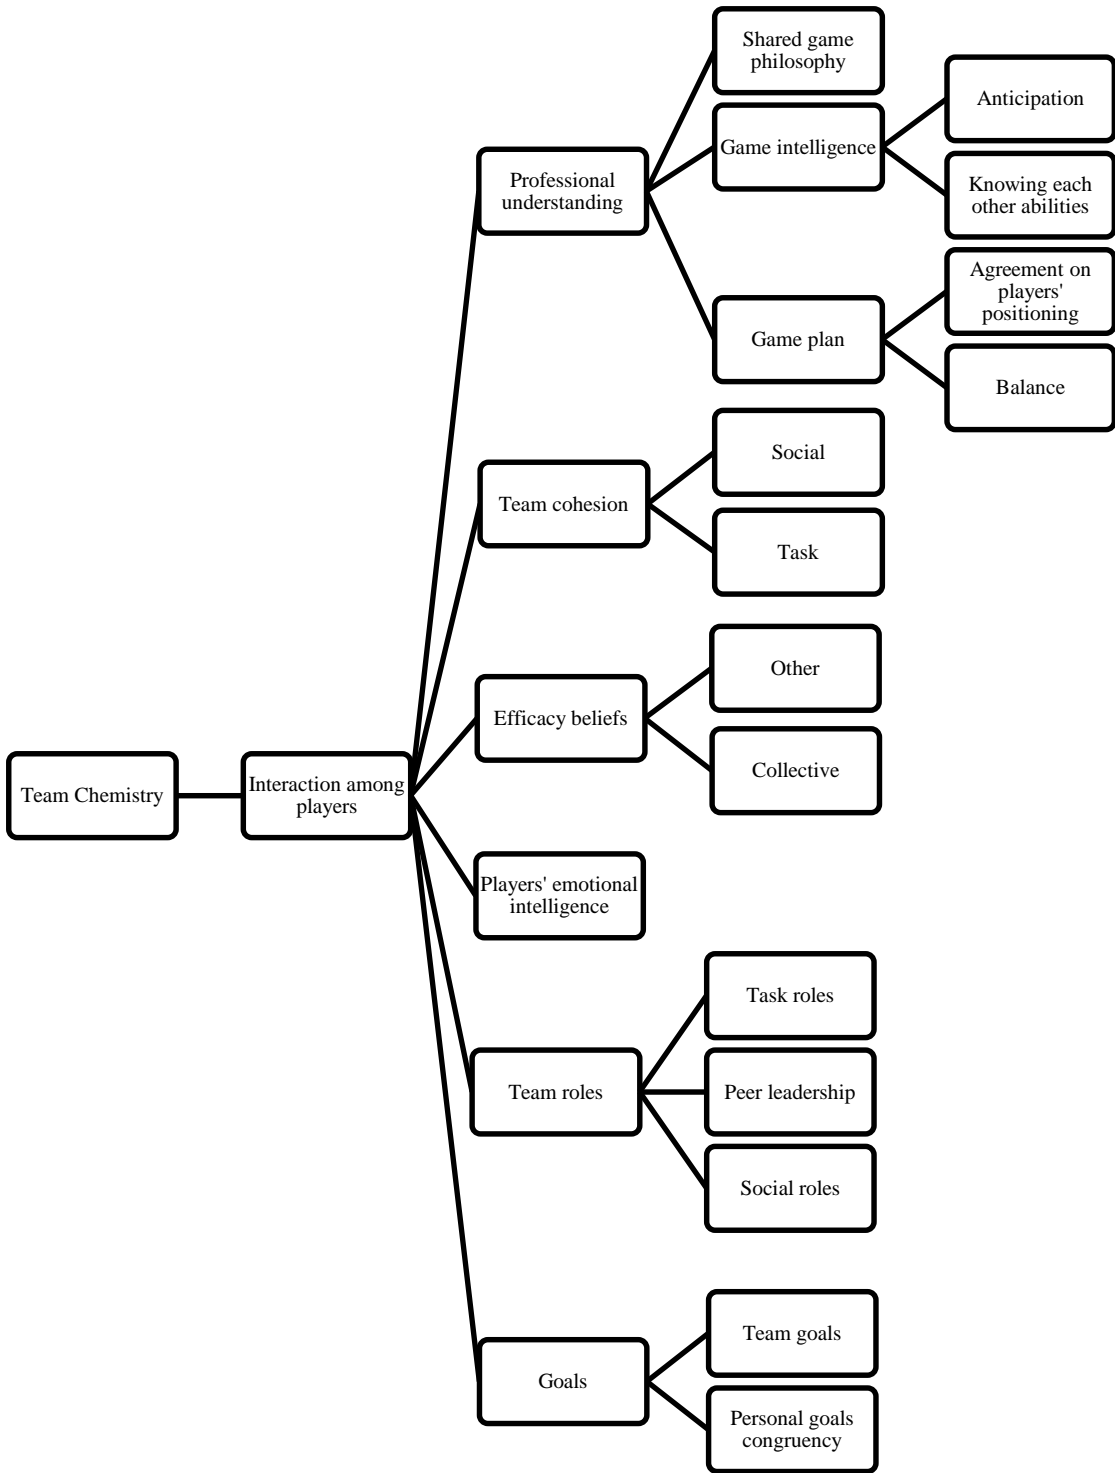 Shared game
philosophy
Anticipation
Game intelligence
Professional
understanding
Knowing each
other abilities
Agreement on
players'
positioning
Game plan
Balance
Social
Team cohesion
Task
Other
Efficacy beliefs
Collective
Team Chemistry
Interaction among
players
Players' emotional
intelligence
Task roles
Team roles
Peer leadership
Social roles
Team goals
Goals
Personal goals
congruency